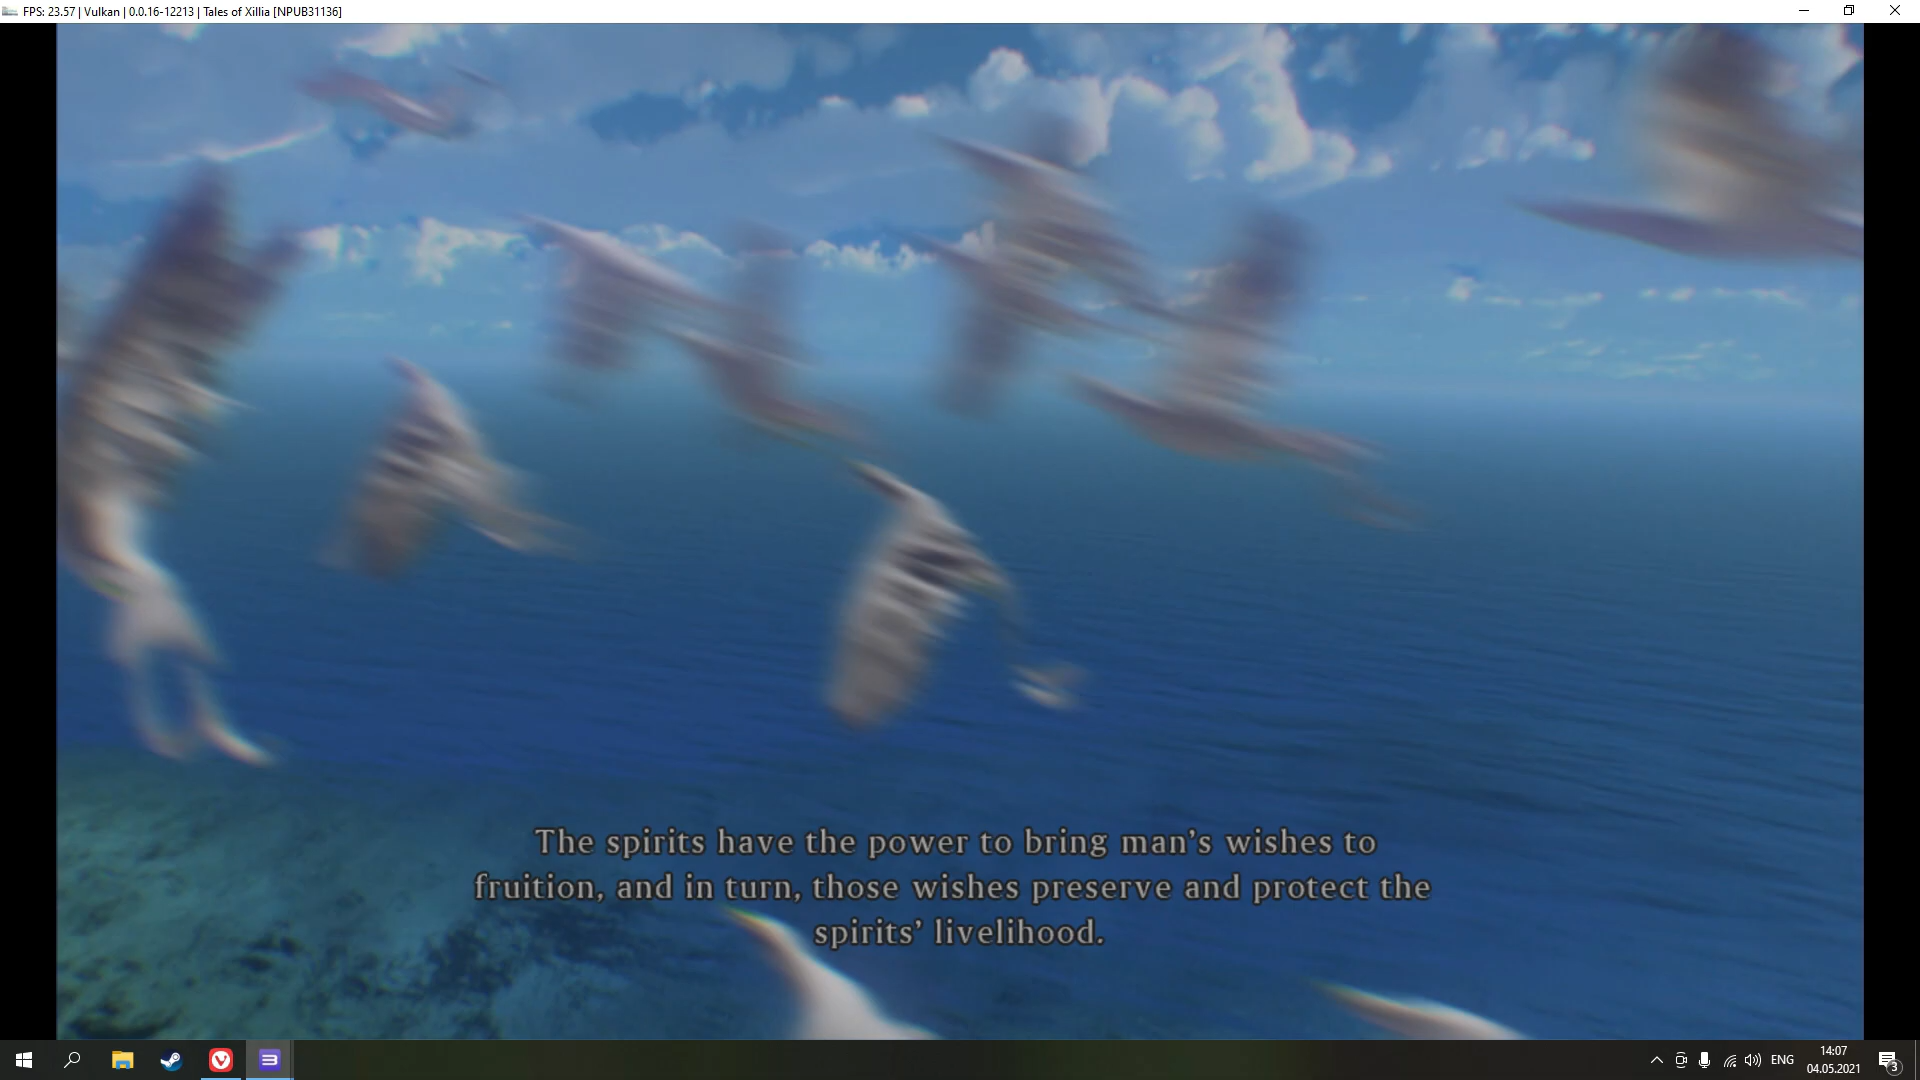 FPS: 23.57 | Vulkan | 0.0.16-12213 | Tales of Xillia [NPUB31136]
The spirits have the power to bring man's wishes to
fruition, and in turn, those wishes preserve and protect the
spirits' livelihood.
ENG
14:07
04.05.2021
3